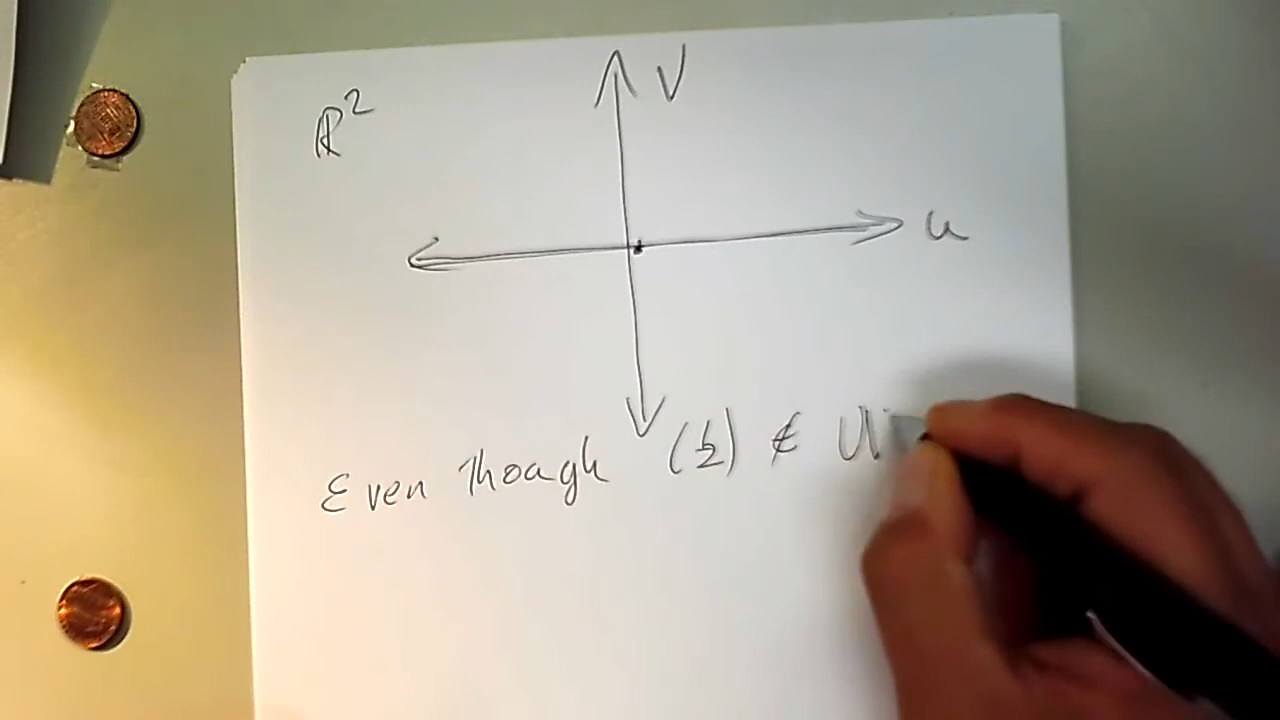 ℝ²
V
u
Even though (½) ∉ U